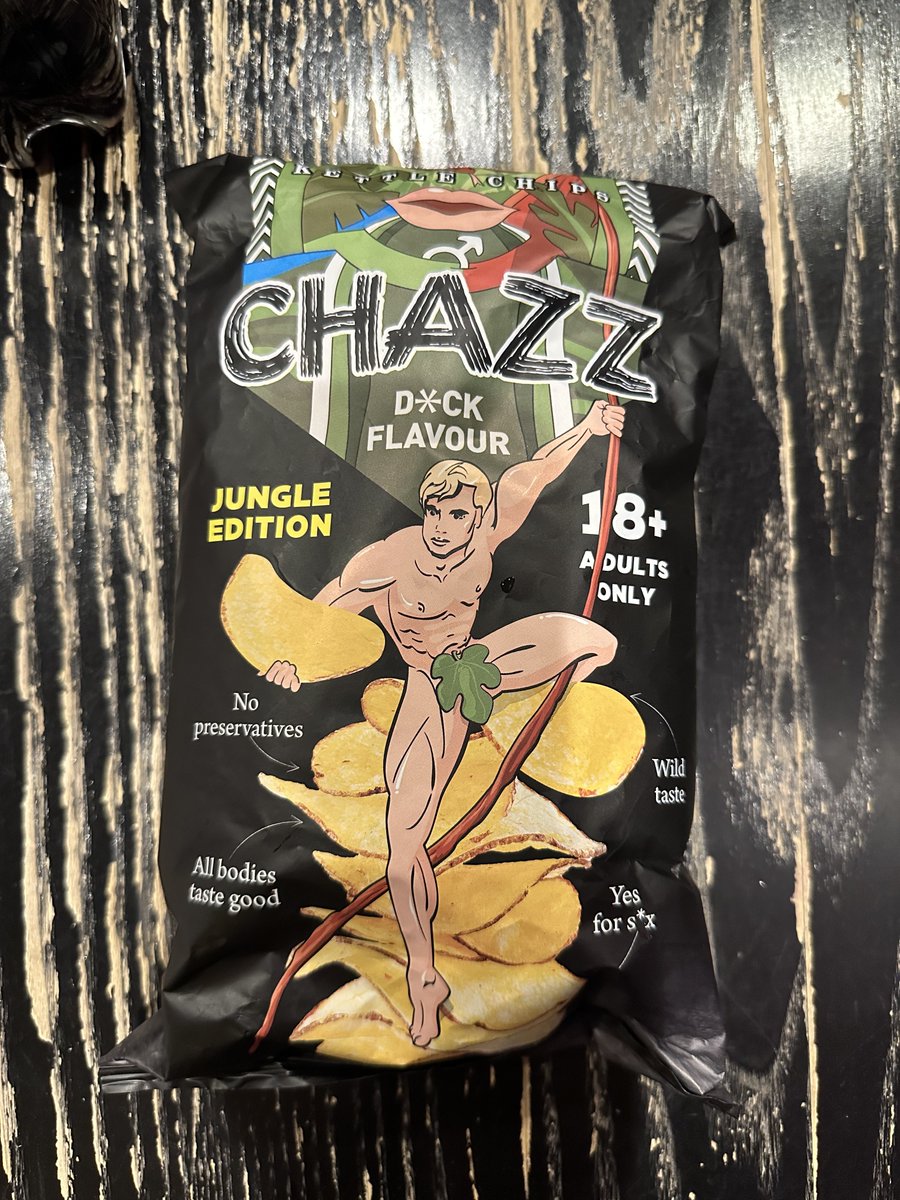 KETTLE CHIPS
CHAZZ
D*CK
FLAVOUR
JUNGLE
EDITION
18+
ADULTS
ONLY
No
preservatives
Wild
taste
All bodies
taste good
Yes
for s*x